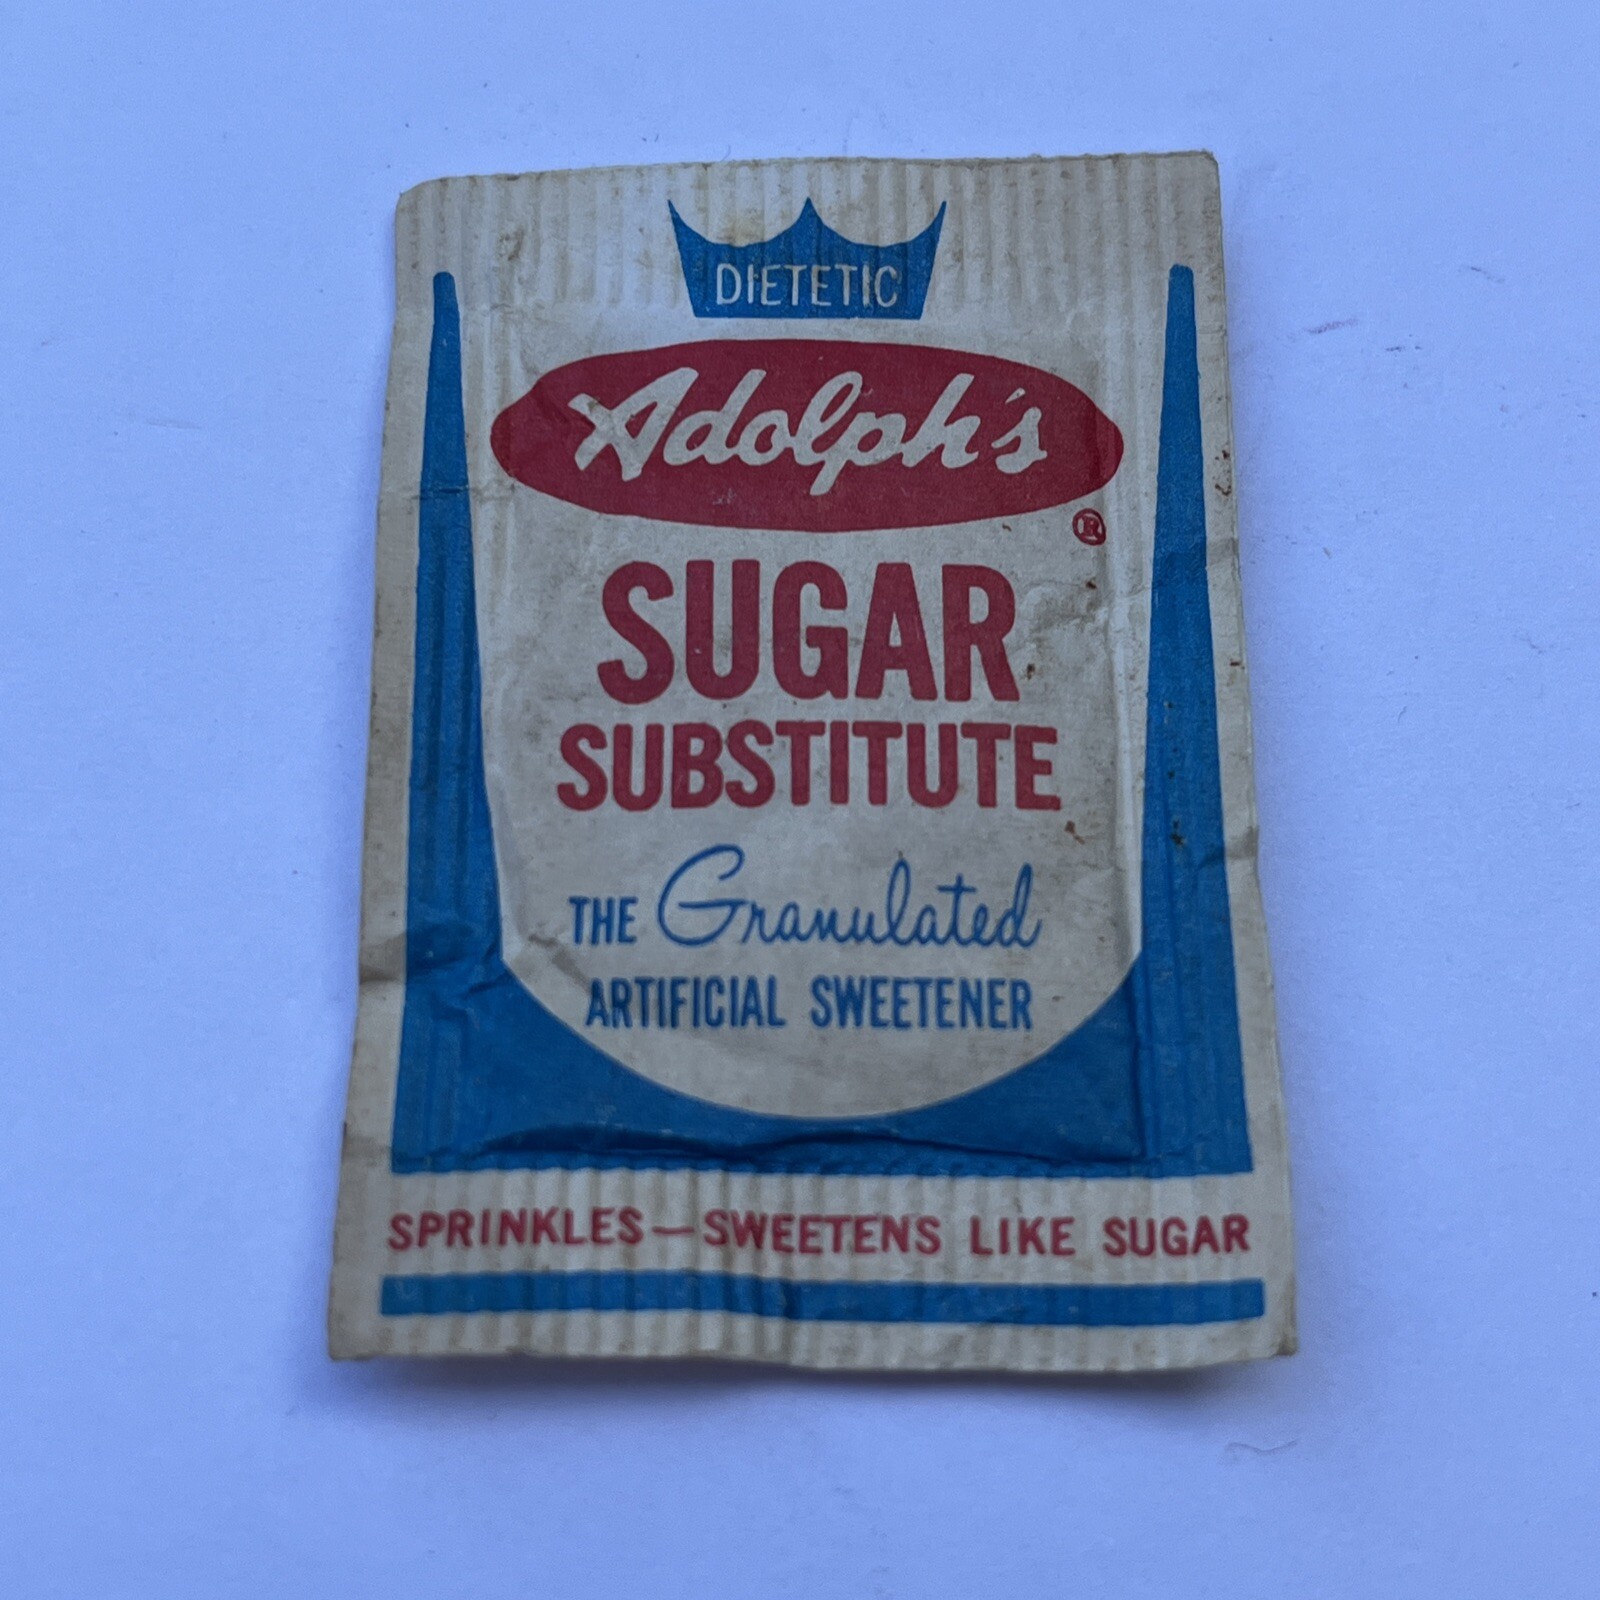 DIETETIC
Adolph's
®
SUGAR
SUBSTITUTE
THE Granulated
ARTIFICIAL SWEETENER
SPRINKLES—SWEETENS LIKE SUGAR